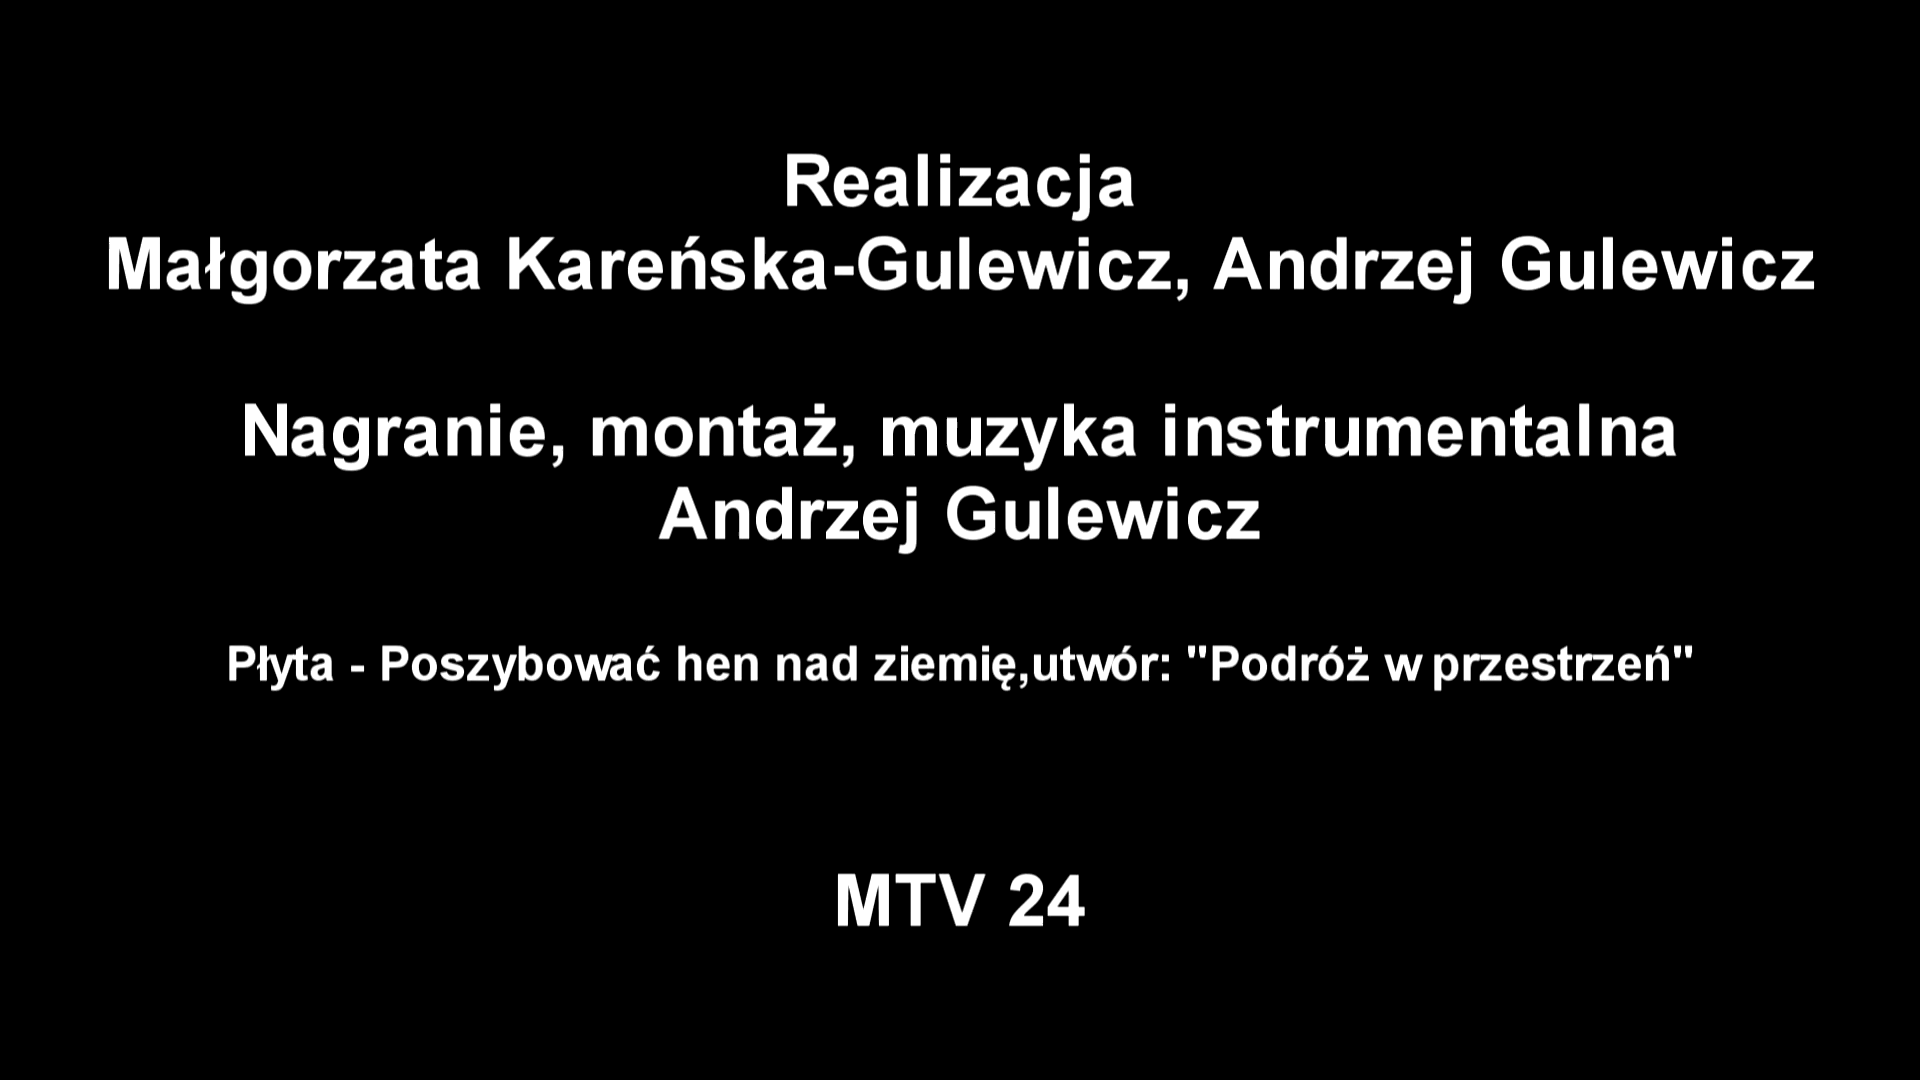 Realizacja
Małgorzata Kareńska-Gulewicz, Andrzej Gulewicz
Nagranie, montaż, muzyka instrumentalna
Andrzej Gulewicz
Płyta - Poszybować hen nad ziemię,utwór: "Podróż w przestrzeń"
MTV 24